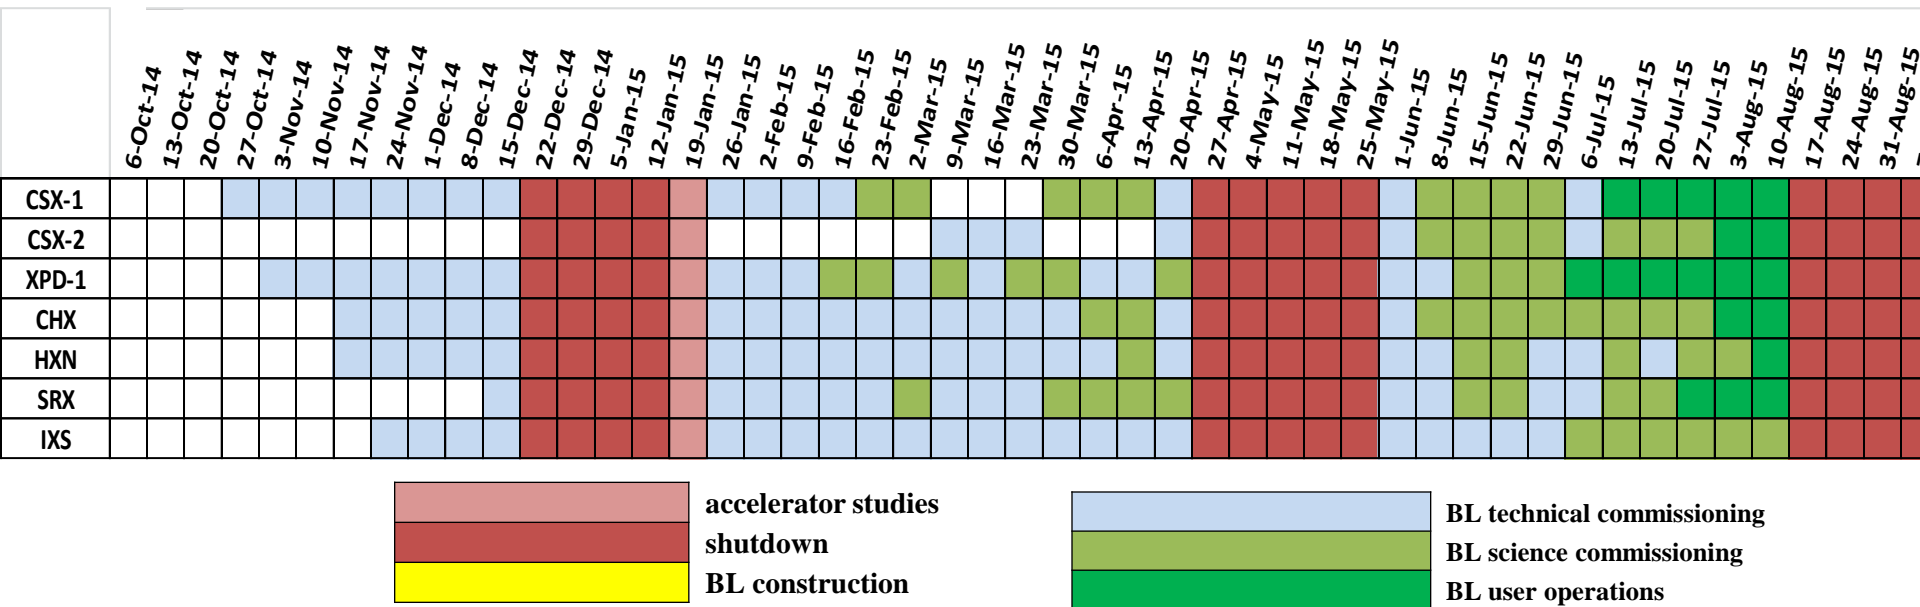 6-Oct-14
13-Oct-14
20-Oct-14
27-Oct-14
3-Nov-14
10-Nov-14
17-Nov-14
24-Nov-14
1-Dec-14
8-Dec-14
15-Dec-14
22-Dec-14
29-Dec-14
5-Jan-15
12-Jan-15
19-Jan-15
26-Jan-15
2-Feb-15
9-Feb-15
16-Feb-15
23-Feb-15
2-Mar-15
9-Mar-15
16-Mar-15
23-Mar-15
30-Mar-15
6-Apr-15
13-Apr-15
20-Apr-15
27-Apr-15
4-May-15
11-May-15
18-May-15
25-May-15
1-Jun-15
8-Jun-15
15-Jun-15
22-Jun-15
29-Jun-15
6-Jul-15
13-Jul-15
20-Jul-15
27-Jul-15
3-Aug-15
10-Aug-15
17-Aug-15
24-Aug-15
31-Aug-15
CSX-1
CSX-2
XPD-1
CHX
HXN
SRX
IXS
accelerator studies
shutdown
BL construction
BL technical commissioning
BL science commissioning
BL user operations